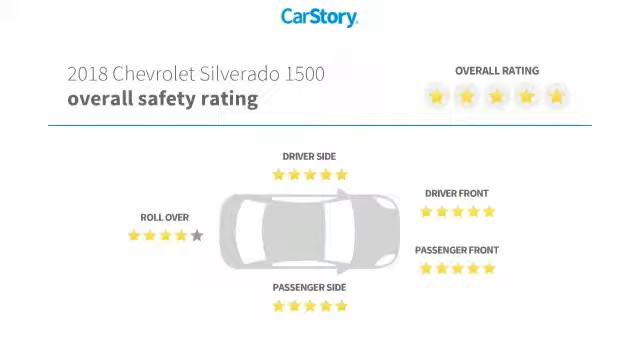 CarStory
2018 Chevrolet Silverado 1500
overall safety rating
OVERALL RATING
DRIVER SIDE
DRIVER FRONT
ROLL OVER
PASSENGER FRONT
PASSENGER SIDE